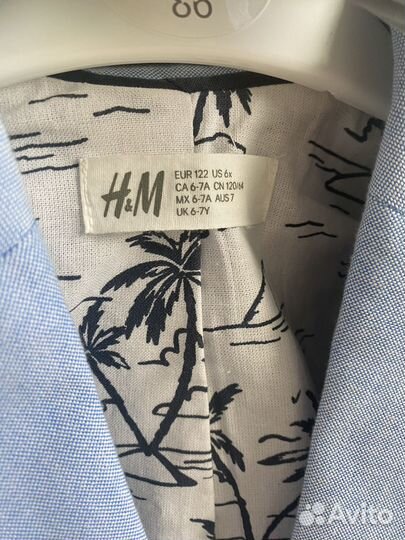 98
H&M
EUR 122 US 6x
CA 6-7A CN 120/64
MX 6-7A AUS 7
UK 6-7Y
Avito